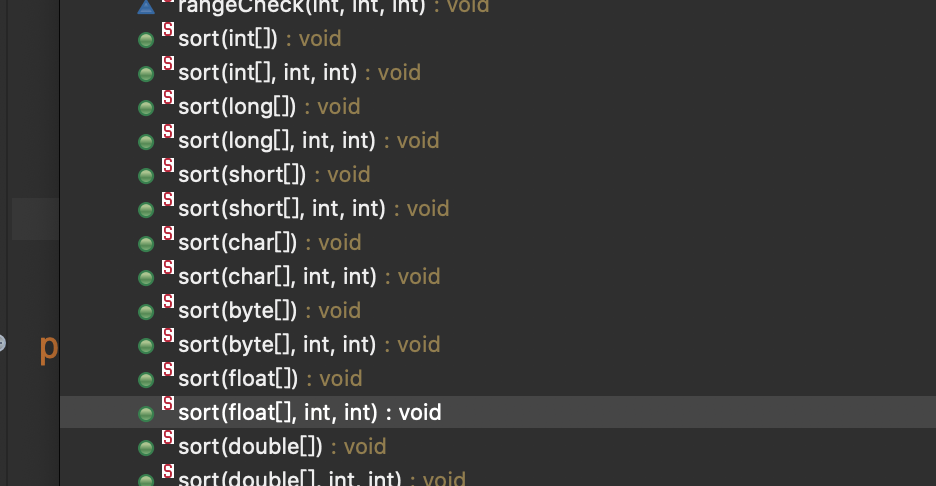 rangeCheck(int, int, int) : void
S sort(int[]) : void
S sort(int[], int, int) : void
S sort(long[]) : void
S sort(long[], int, int) : void
S sort(short[]) : void
S sort(short[], int, int) : void
S sort(char[]) : void
S sort(char[], int, int) : void
S sort(byte[]) : void
S sort(byte[], int, int) : void
p
S sort(float[]) : void
S sort(float[], int, int) : void
S sort(double[]) : void
S sort(double[], int, int) : void